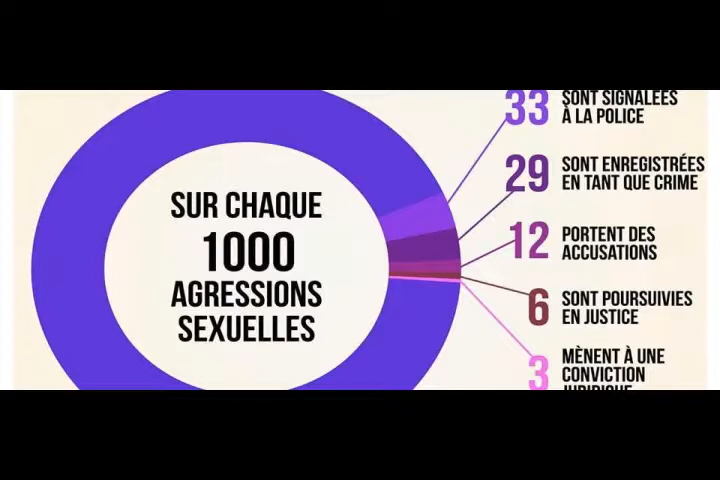 SUR CHAQUE
1000
AGRESSIONS
SEXUELLES
33 SONT SIGNALÉES
À LA POLICE
29 SONT ENREGISTRÉES
EN TANT QUE CRIME
12 PORTENT DES
ACCUSATIONS
6 SONT POURSUIVIES
EN JUSTICE
3 MÈNENT À UNE
CONVICTION
JURIDIQUE